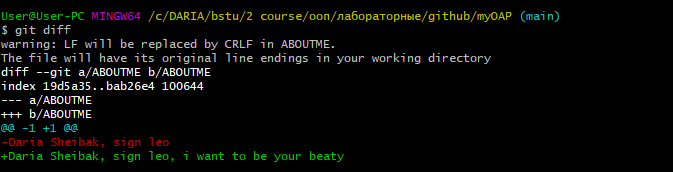 User@User-PC MINGW64 /c/DARIA/bstu/2 course/ооп/лабораторные/github/myOAP (main)
$ git diff
warning: LF will be replaced by CRLF in ABOUTME.
The file will have its original line endings in your working directory
diff --git a/ABOUTME b/ABOUTME
index 19d5a35..bab26e4 100644
--- a/ABOUTME
+++ b/ABOUTME
@@ -1 +1 @@
-Daria Sheibak, sign leo
+Daria Sheibak, sign leo, i want to be your beaty